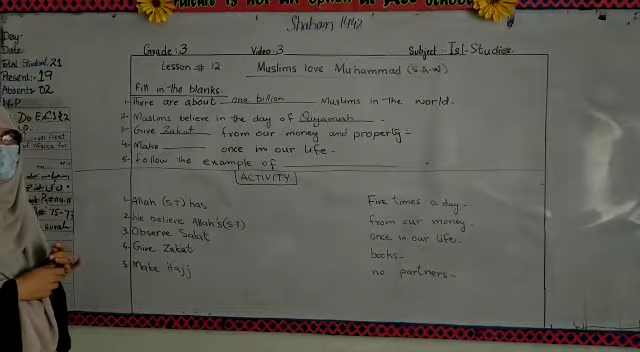 Shaban 1442
Day:
Date:
Total Student 21
Present:- 19
Absent:- 02
Grade: 3 Video: 3 Subject:- Isl-Studies-
Lesson # 12 Muslims love Muhammad (S.A.W)
Fill in the blanks.
1- There are about one billion Muslims in the world.
2- Muslims believe in the day of Qiyamah.
3- Give Zakat from our money and property-
4- Make ______ once in our life.
5- Follow the example of ______
ACTIVITY
1- Allah (S.T) has Five times a day-
2- We believe Allah's (S.T) from our money-
3- Observe Salat once in our life-
4- Give Zakat books-
5- Make Hajj no partners-